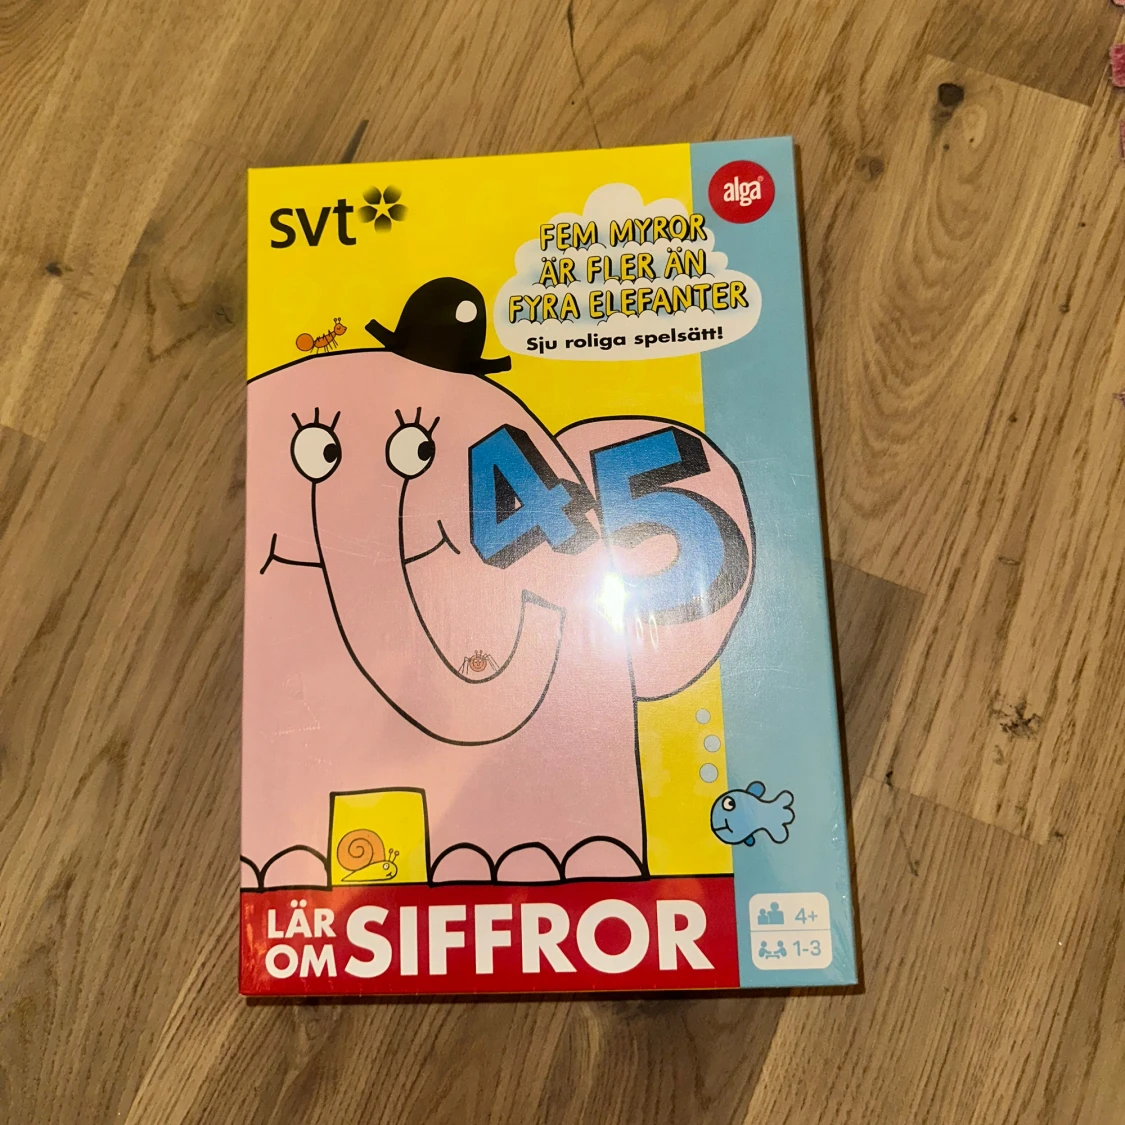 svt
alga
FEM MYROR
ÄR FLER ÄN
FYRA ELEFANTER
Sju roliga spelsätt!
45
LÄR
OM SIFFROR
4+
1-3